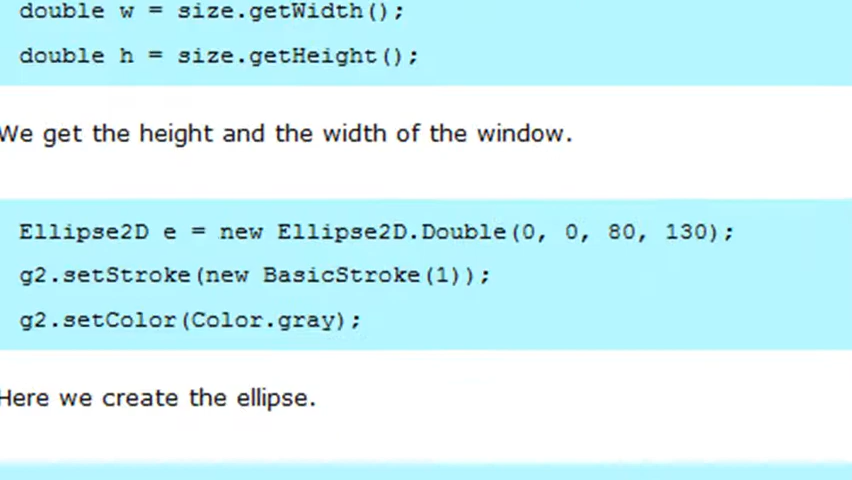 double w = size.getWidth();
double h = size.getHeight();
We get the height and the width of the window.
Ellipse2D e = new Ellipse2D.Double(0, 0, 80, 130);
g2.setStroke(new BasicStroke(1));
g2.setColor(Color.gray);
Here we create the ellipse.